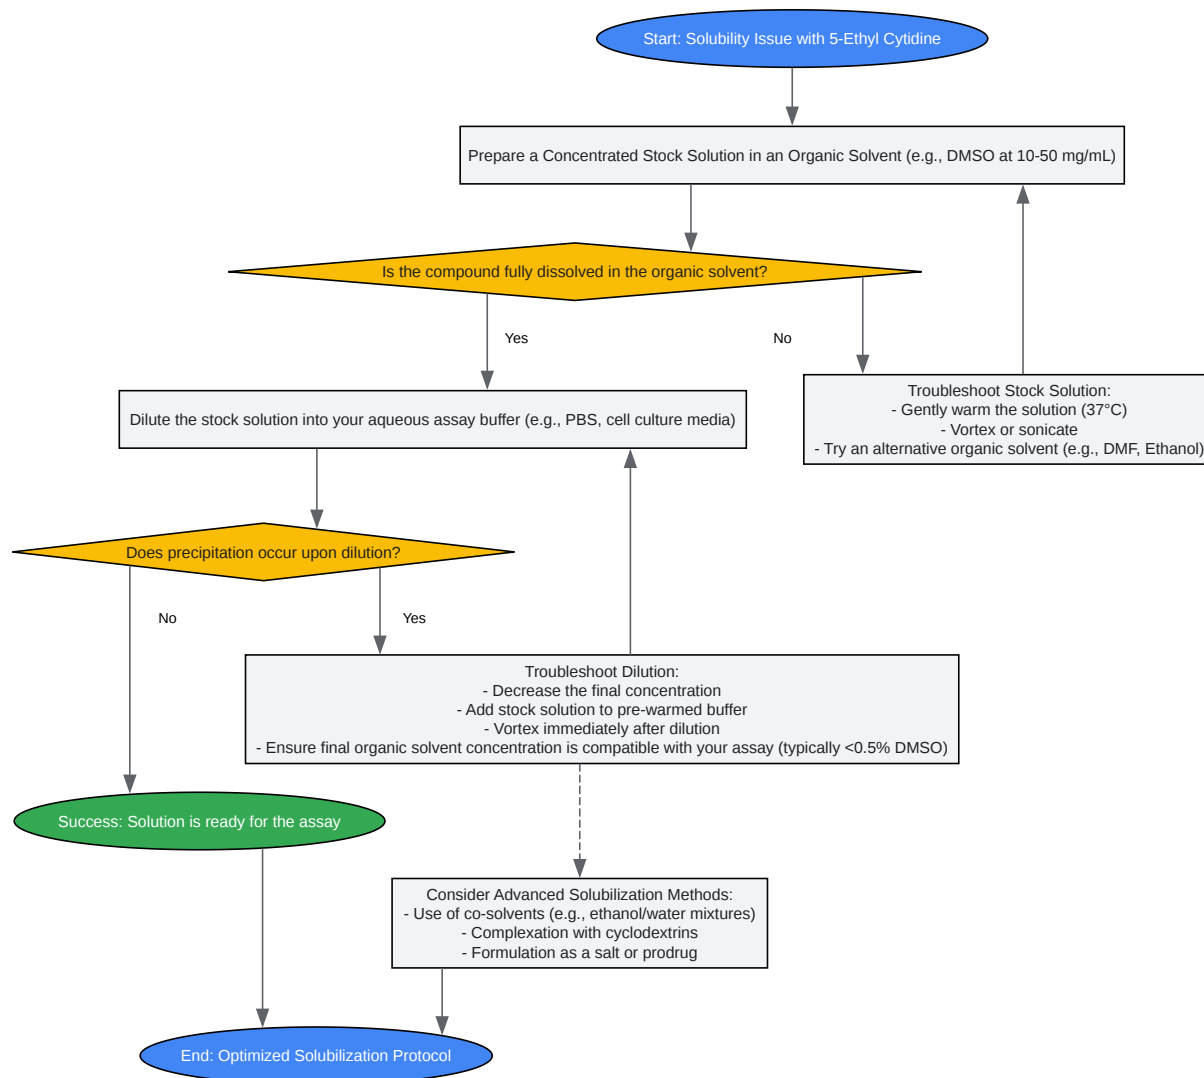 Start: Solubility Issue with 5-Ethyl Cytidine
Prepare a Concentrated Stock Solution in an Organic Solvent (e.g., DMSO at 10-50 mg/mL)
Is the compound fully dissolved in the organic solvent?
Yes
No
Troubleshoot Stock Solution:
- Gently warm the solution (37°C)
- Vortex or sonicate
- Try an alternative organic solvent (e.g., DMF, Ethanol)
Dilute the stock solution into your aqueous assay buffer (e.g., PBS, cell culture media)
Does precipitation occur upon dilution?
No
Yes
Troubleshoot Dilution:
- Decrease the final concentration
- Add stock solution to pre-warmed buffer
- Vortex immediately after dilution
- Ensure final organic solvent concentration is compatible with your assay (typically <0.5% DMSO)
Success: Solution is ready for the assay
Consider Advanced Solubilization Methods:
- Use of co-solvents (e.g., ethanol/water mixtures)
- Complexation with cyclodextrins
- Formulation as a salt or prodrug
End: Optimized Solubilization Protocol